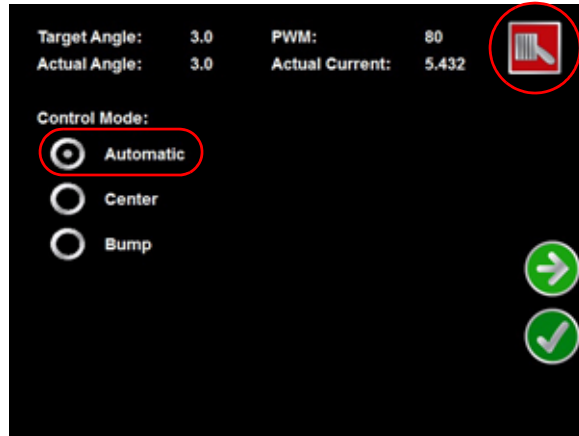 Target Angle: 3.0 PWM: 80
Actual Angle: 3.0 Actual Current: 5.432
Control Mode:
Automatic
Center
Bump